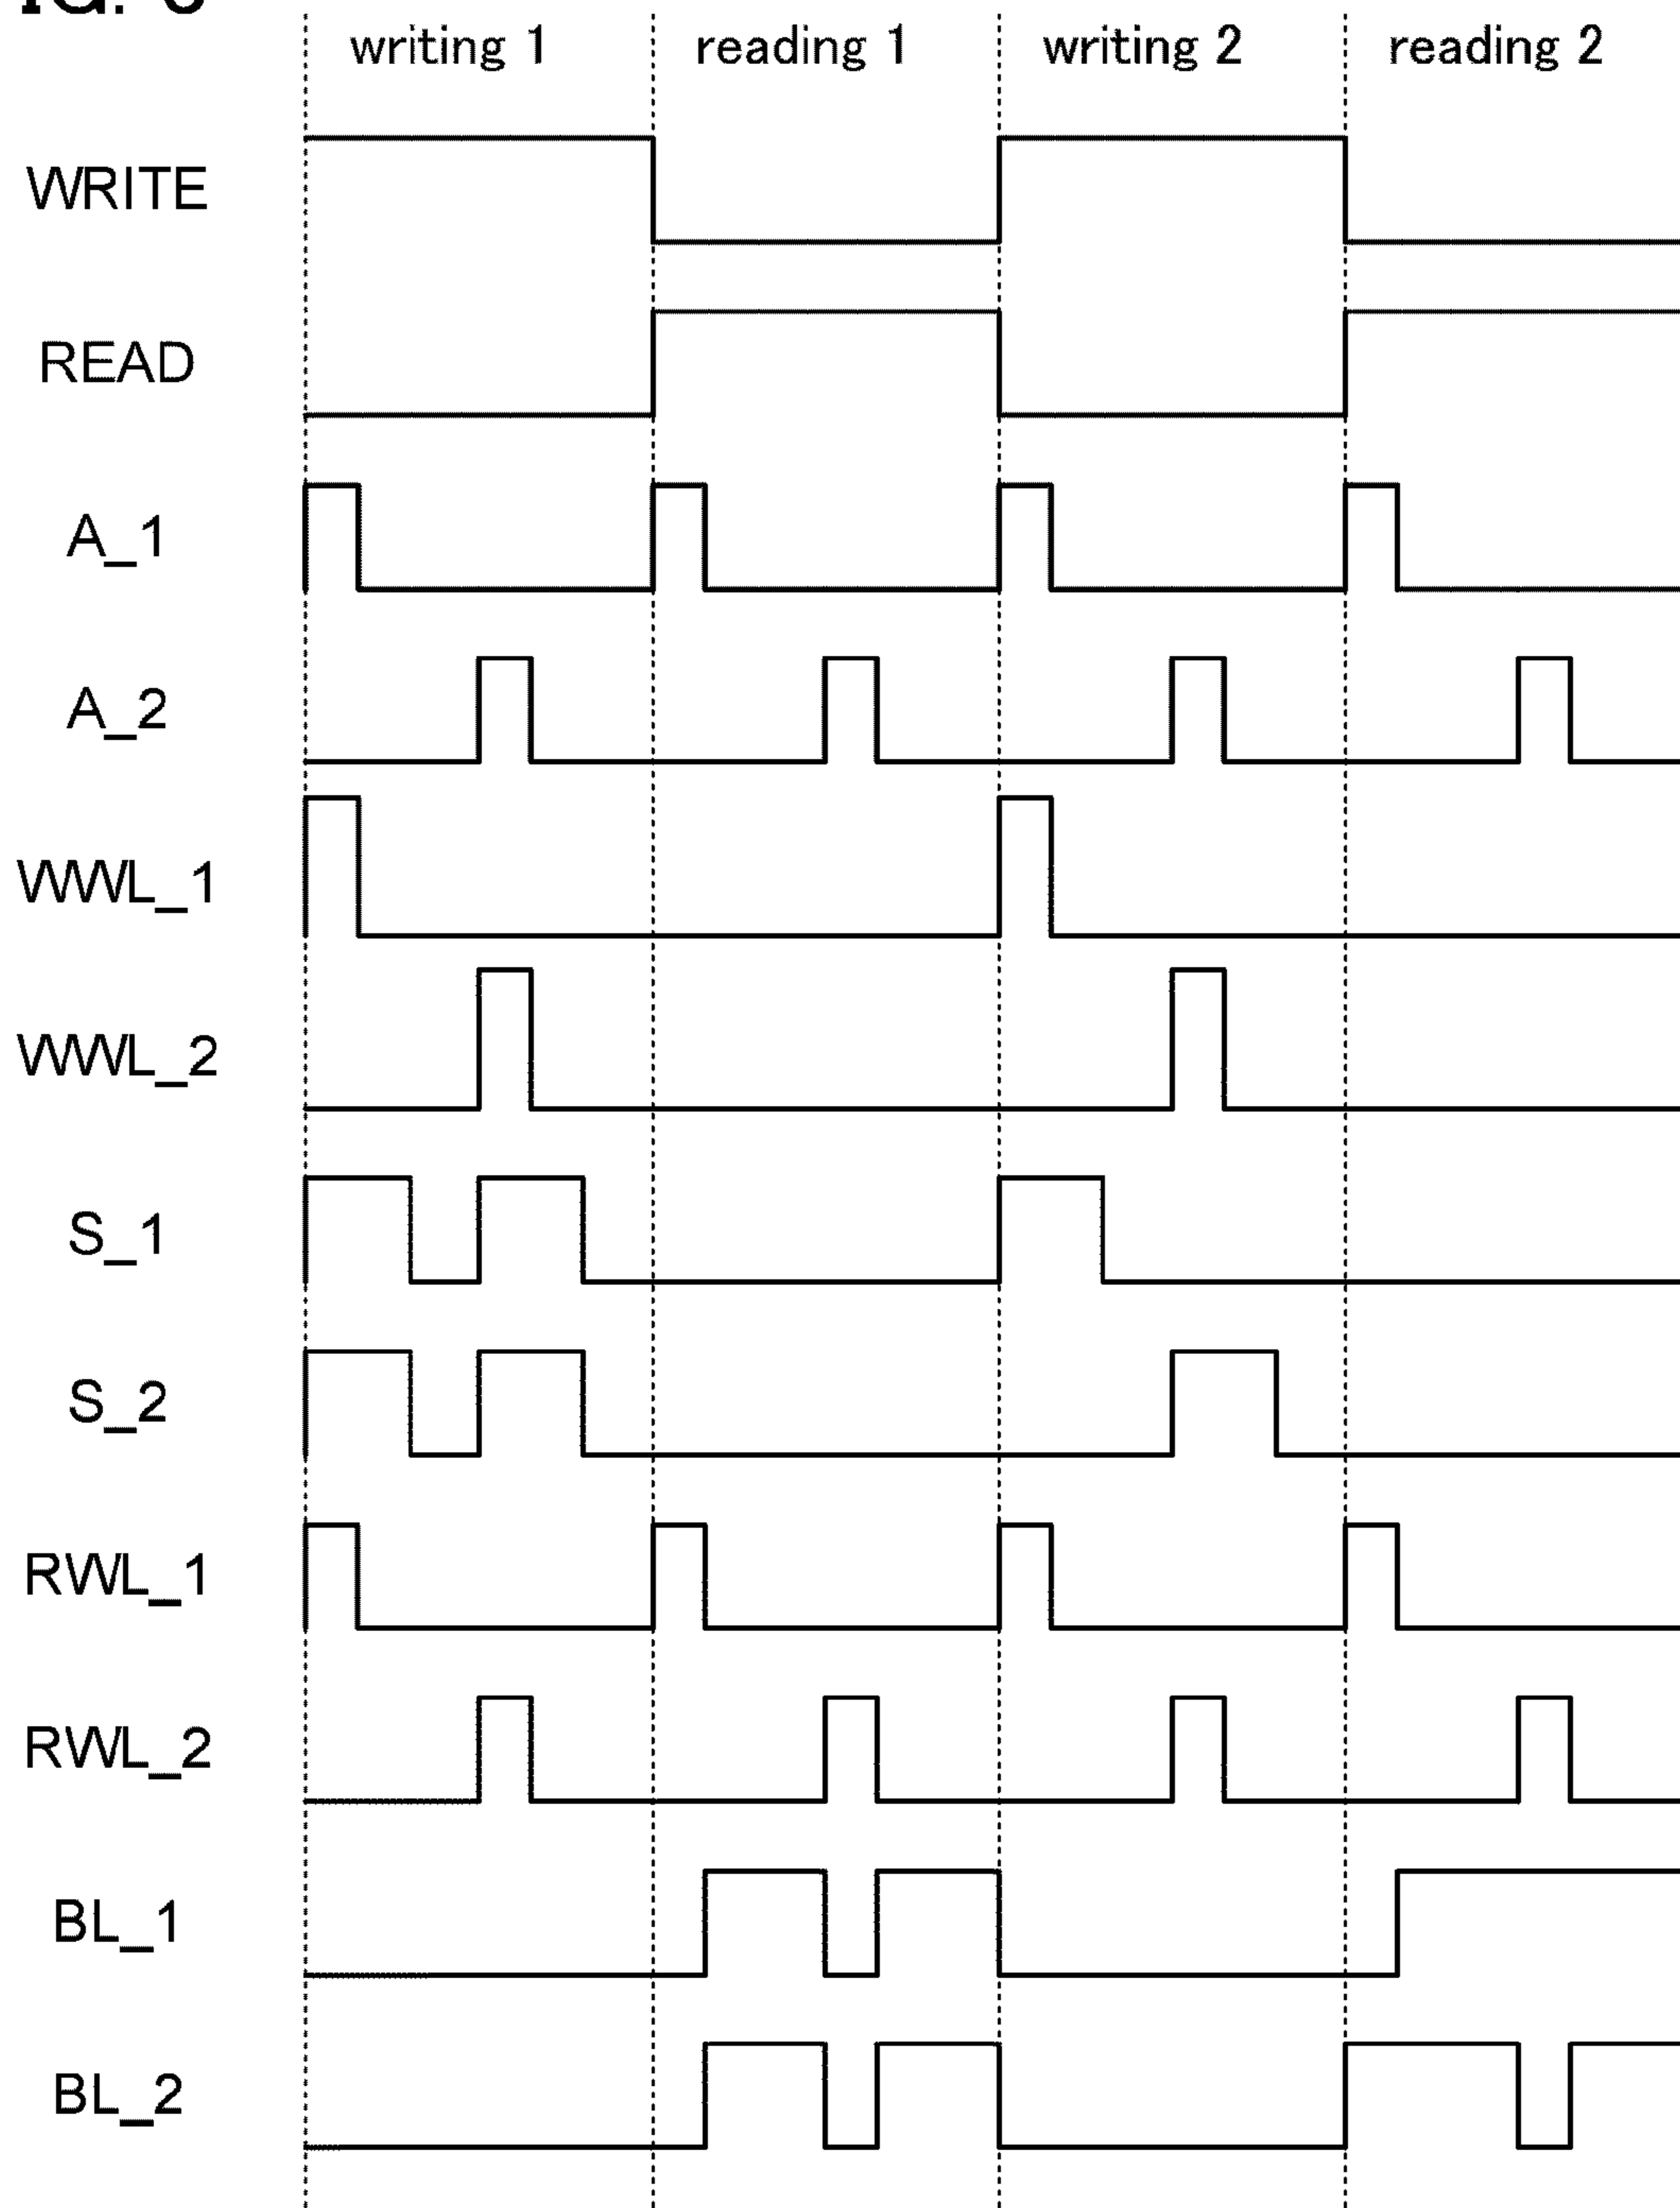 writing 1 reading 1 writing 2 reading 2
WRITE
READ
A_1
A_2
WWL_1
WWL_2
S_1
S_2
RWL_1
RWL_2
BL_1
BL_2